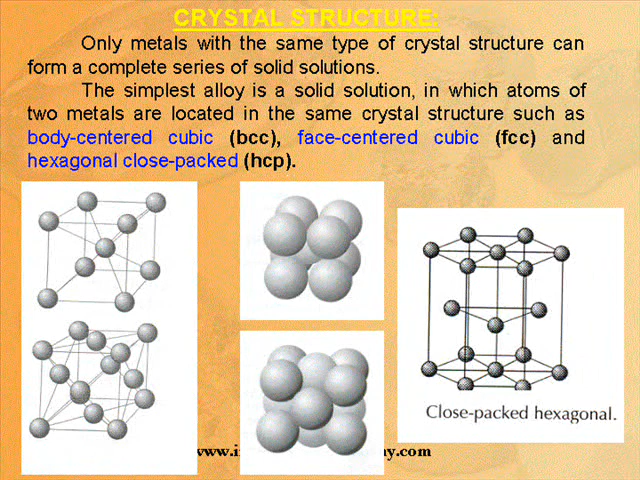 CRYSTAL STRUCTURE:
Only metals with the same type of crystal structure can
form a complete series of solid solutions.
The simplest alloy is a solid solution, in which atoms of
two metals are located in the same crystal structure such as
body-centered cubic (bcc), face-centered cubic (fcc) and
hexagonal close-packed (hcp).
Close-packed hexagonal.